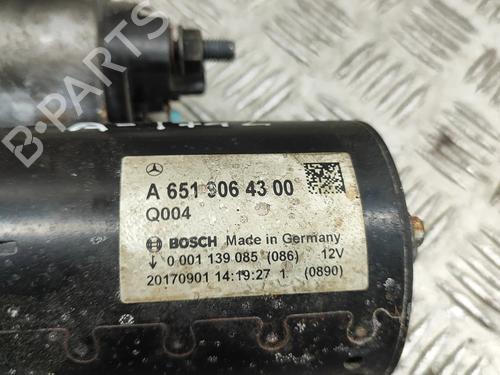 B-PARTS
A 651 906 43 00
Q004
BOSCH Made in Germany
0 001 139 085 (086) 12V
20170901 14:19:27 1 (0890)